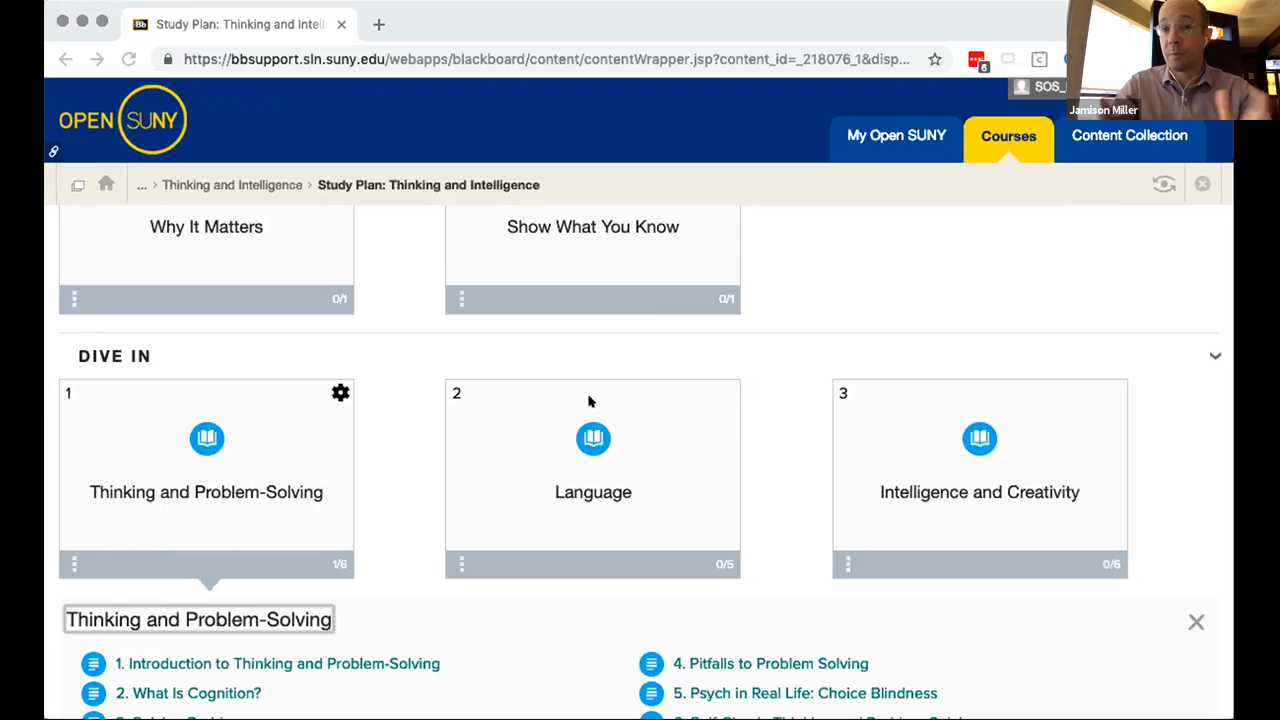 Bb Study Plan: Thinking and Intel
https://bbsupport.sln.suny.edu/webapps/blackboard/content/contentWrapper.jsp?content_id=_218076_1&disp...
6
SOS_
Jamison Miller
OPEN SUNY
My Open SUNY
Courses
Content Collection
... › Thinking and Intelligence › Study Plan: Thinking and Intelligence
Why It Matters
Show What You Know
0/1
0/1
DIVE IN
1
2
3
Thinking and Problem-Solving
Language
Intelligence and Creativity
1/6
0/5
0/6
Thinking and Problem-Solving
1. Introduction to Thinking and Problem-Solving
4. Pitfalls to Problem Solving
2. What Is Cognition?
5. Psych in Real Life: Choice Blindness